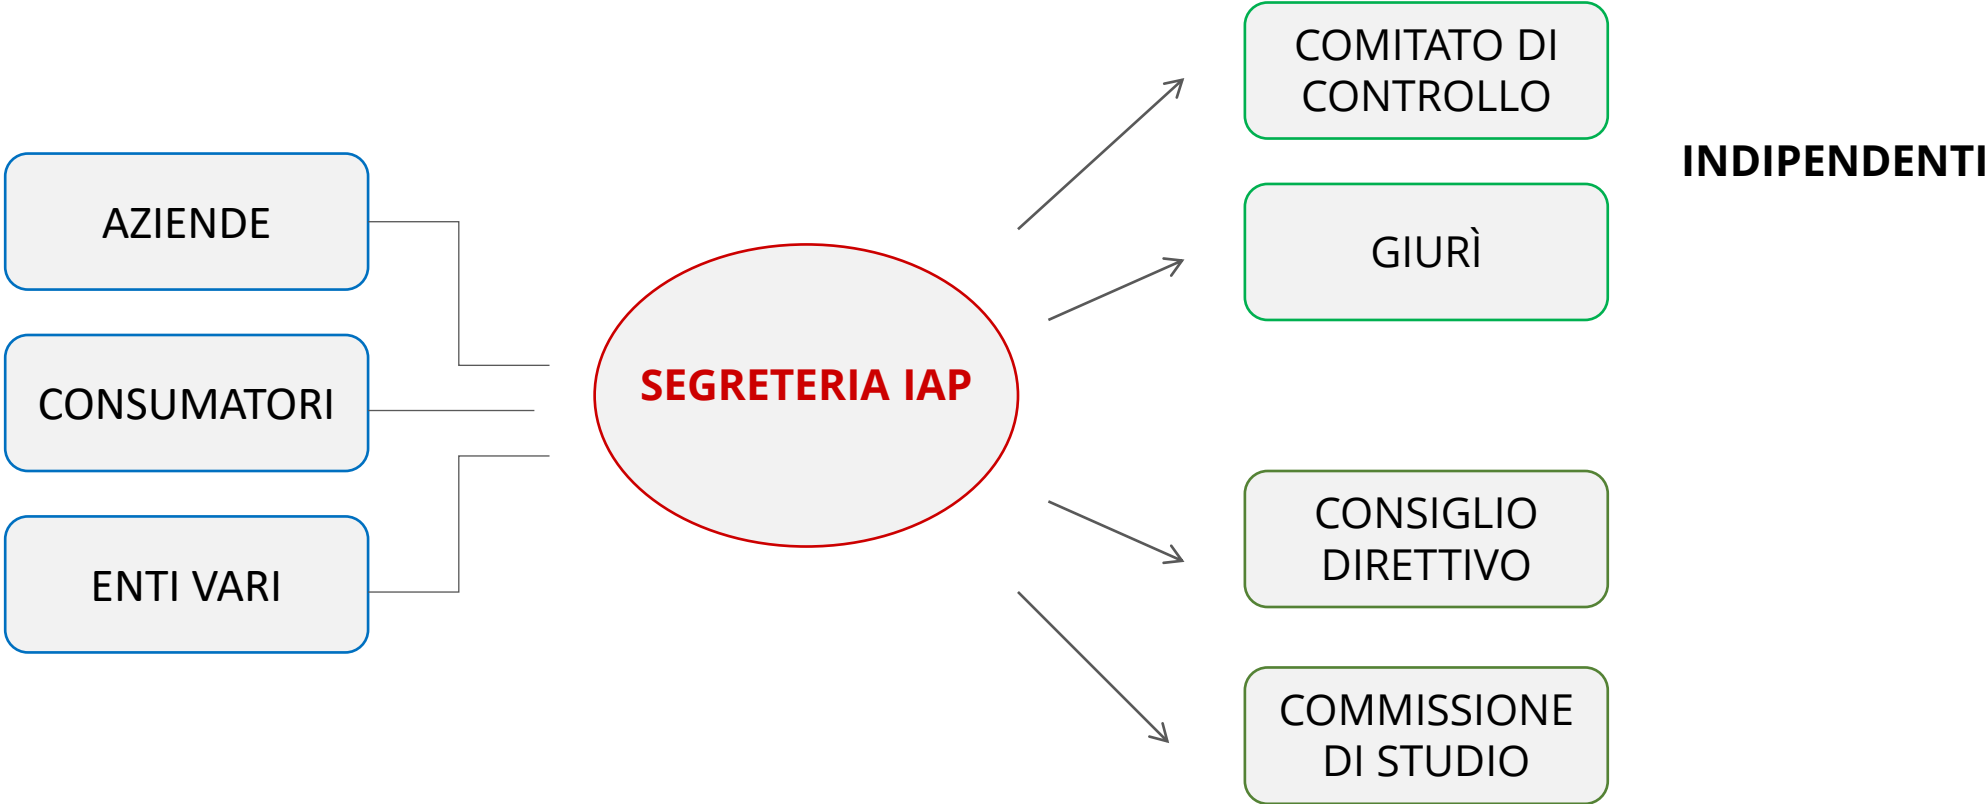 AZIENDE
CONSUMATORI
ENTI VARI
SEGRETERIA IAP
COMITATO DI
CONTROLLO
GIURÌ
INDIPENDENTI
CONSIGLIO
DIRETTIVO
COMMISSIONE
DI STUDIO